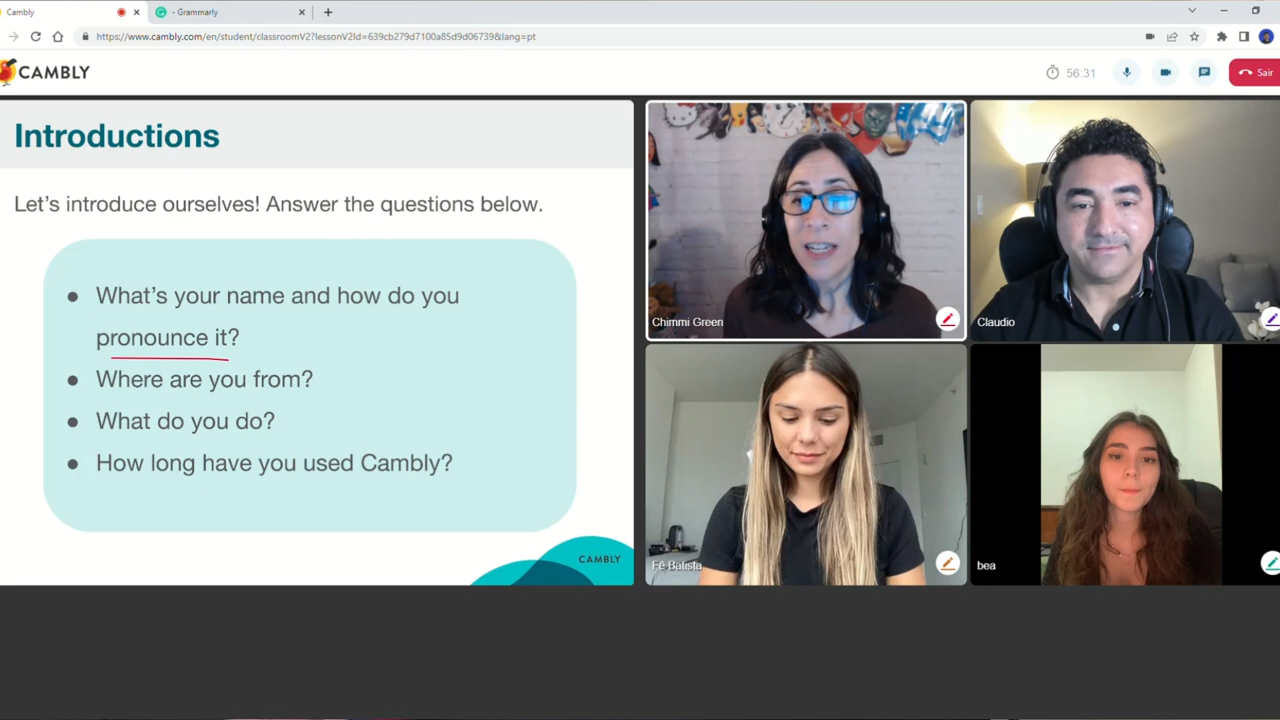 Cambly
- Grammarly
https://www.cambly.com/en/student/classroomV2?lessonV2Id=639cb279d7100a85d9d06739&lang=pt
CAMBLY
56:31
Sair
Introductions
Let's introduce ourselves! Answer the questions below.
• What's your name and how do you
pronounce it?
• Where are you from?
• What do you do?
• How long have you used Cambly?
CAMBLY
Chimmi Green
Claudio
Fê Batista
bea